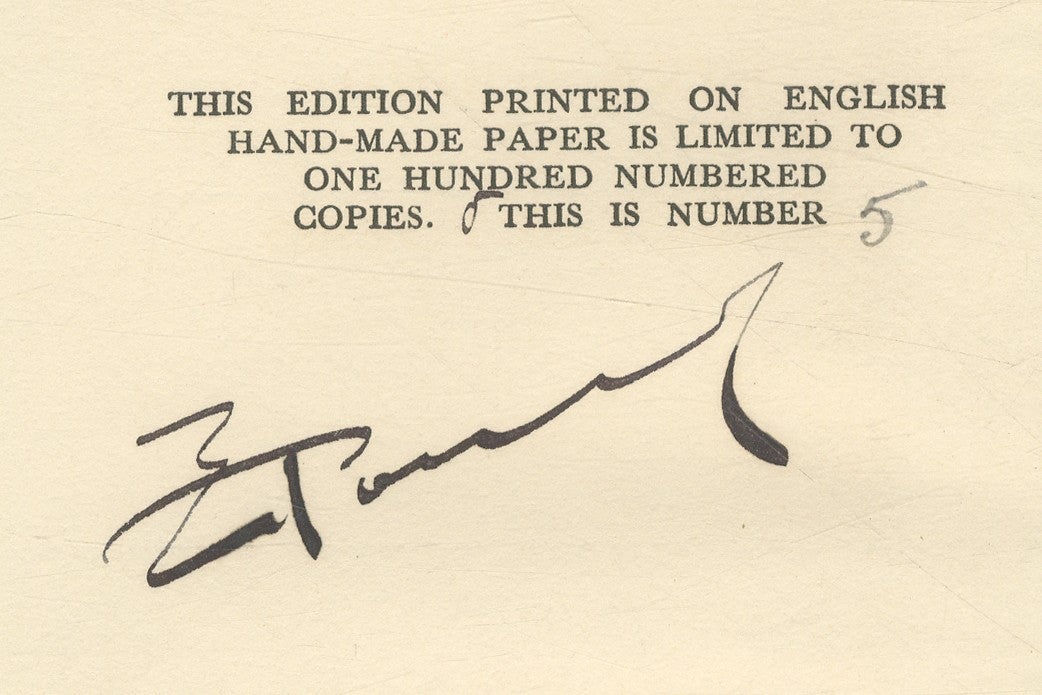 THIS EDITION PRINTED ON ENGLISH
HAND-MADE PAPER IS LIMITED TO
ONE HUNDRED NUMBERED
COPIES. THIS IS NUMBER 5
E Pound